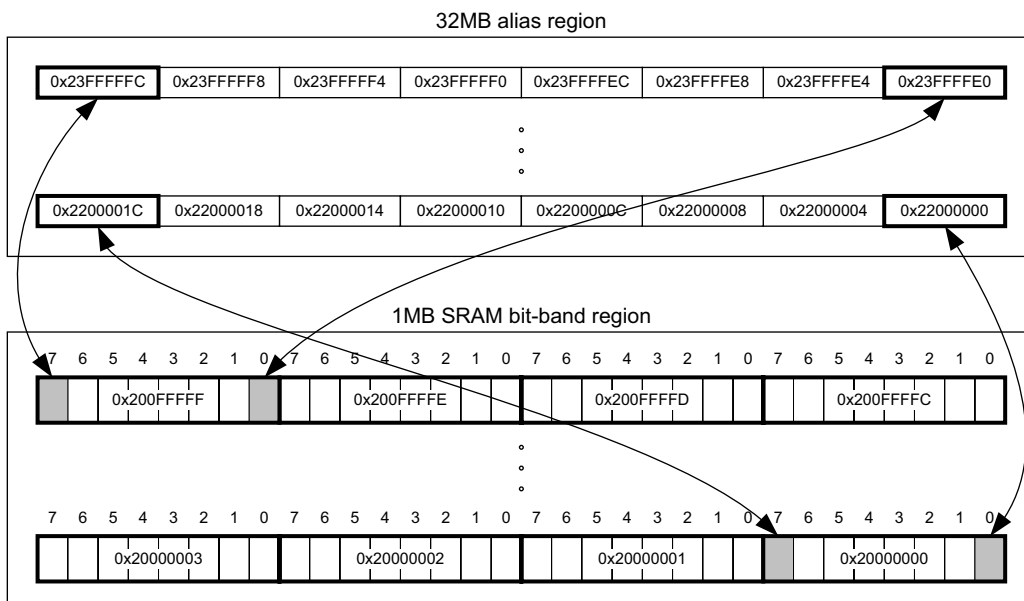 32MB alias region
0x23FFFFFC 0x23FFFFF8 0x23FFFFF4 0x23FFFFF0 0x23FFFFEC 0x23FFFFE8 0x23FFFFE4 0x23FFFFE0
0x2200001C 0x22000018 0x22000014 0x22000010 0x2200000C 0x22000008 0x22000004 0x22000000
1MB SRAM bit-band region
7 6 5 4 3 2 1 0 7 6 5 4 3 2 1 0 7 6 5 4 3 2 1 0 7 6 5 4 3 2 1 0
0x200FFFFF 0x200FFFFE 0x200FFFFD 0x200FFFFC
7 6 5 4 3 2 1 0 7 6 5 4 3 2 1 0 7 6 5 4 3 2 1 0 7 6 5 4 3 2 1 0
0x20000003 0x20000002 0x20000001 0x20000000